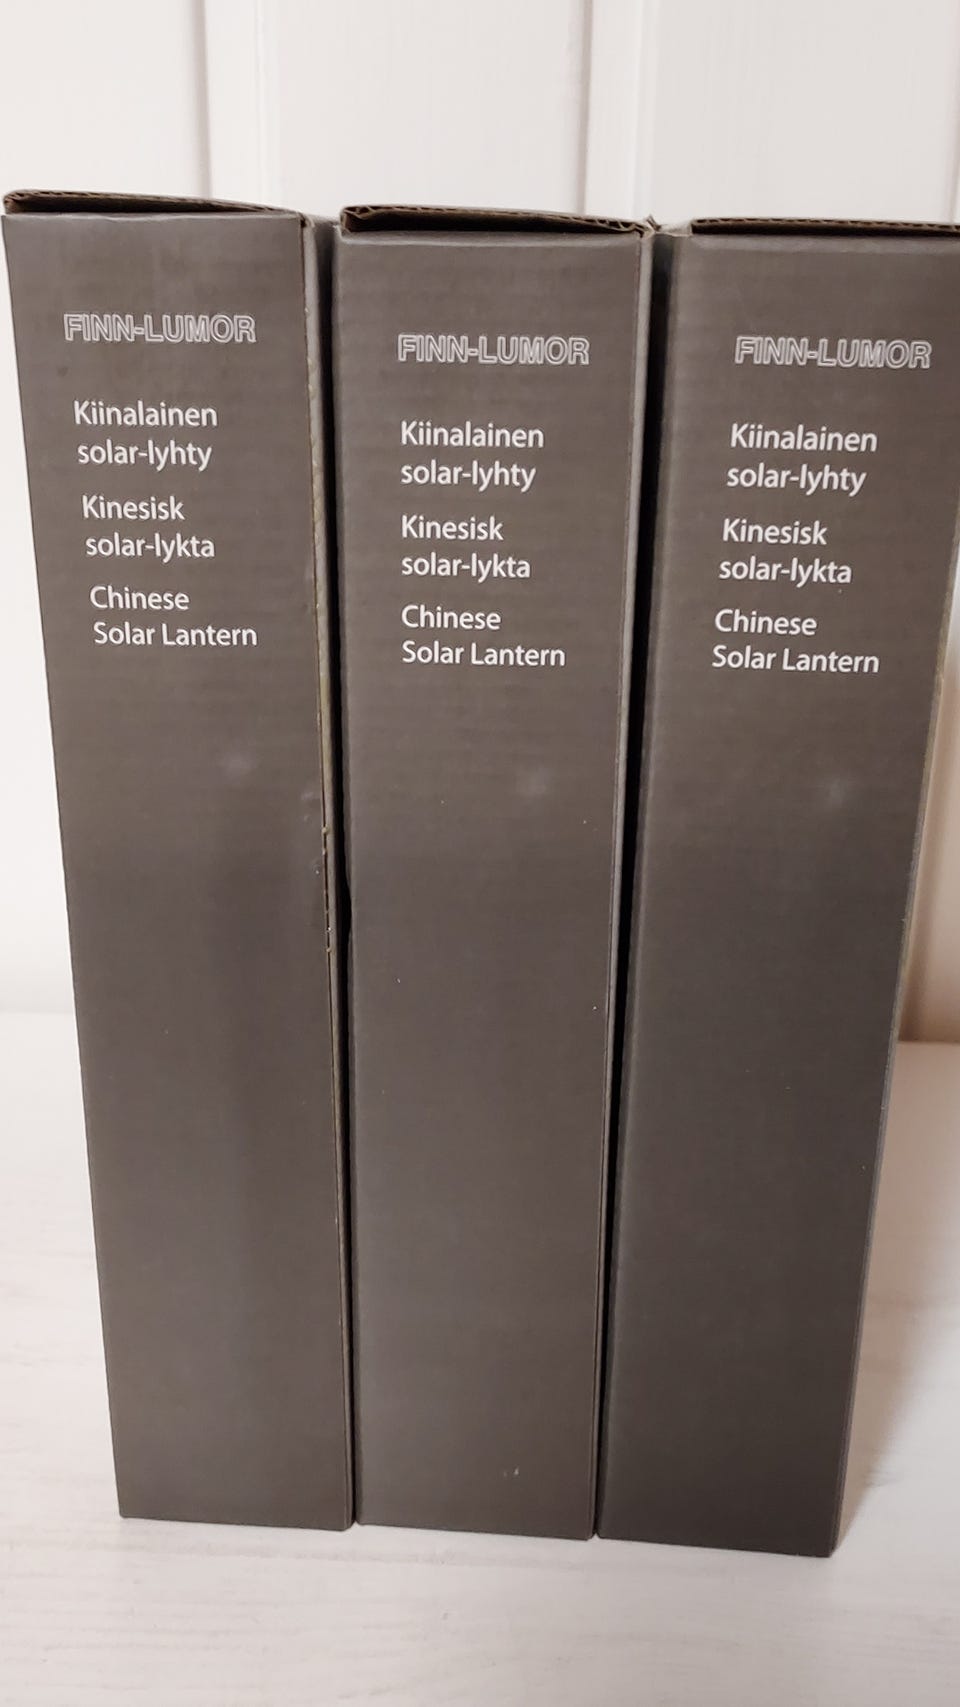 FINN-LUMOR
Kiinalainen
solar-lyhty
Kinesisk
solar-lykta
Chinese
Solar Lantern
FINN-LUMOR
Kiinalainen
solar-lyhty
Kinesisk
solar-lykta
Chinese
Solar Lantern
FINN-LUMOR
Kiinalainen
solar-lyhty
Kinesisk
solar-lykta
Chinese
Solar Lantern